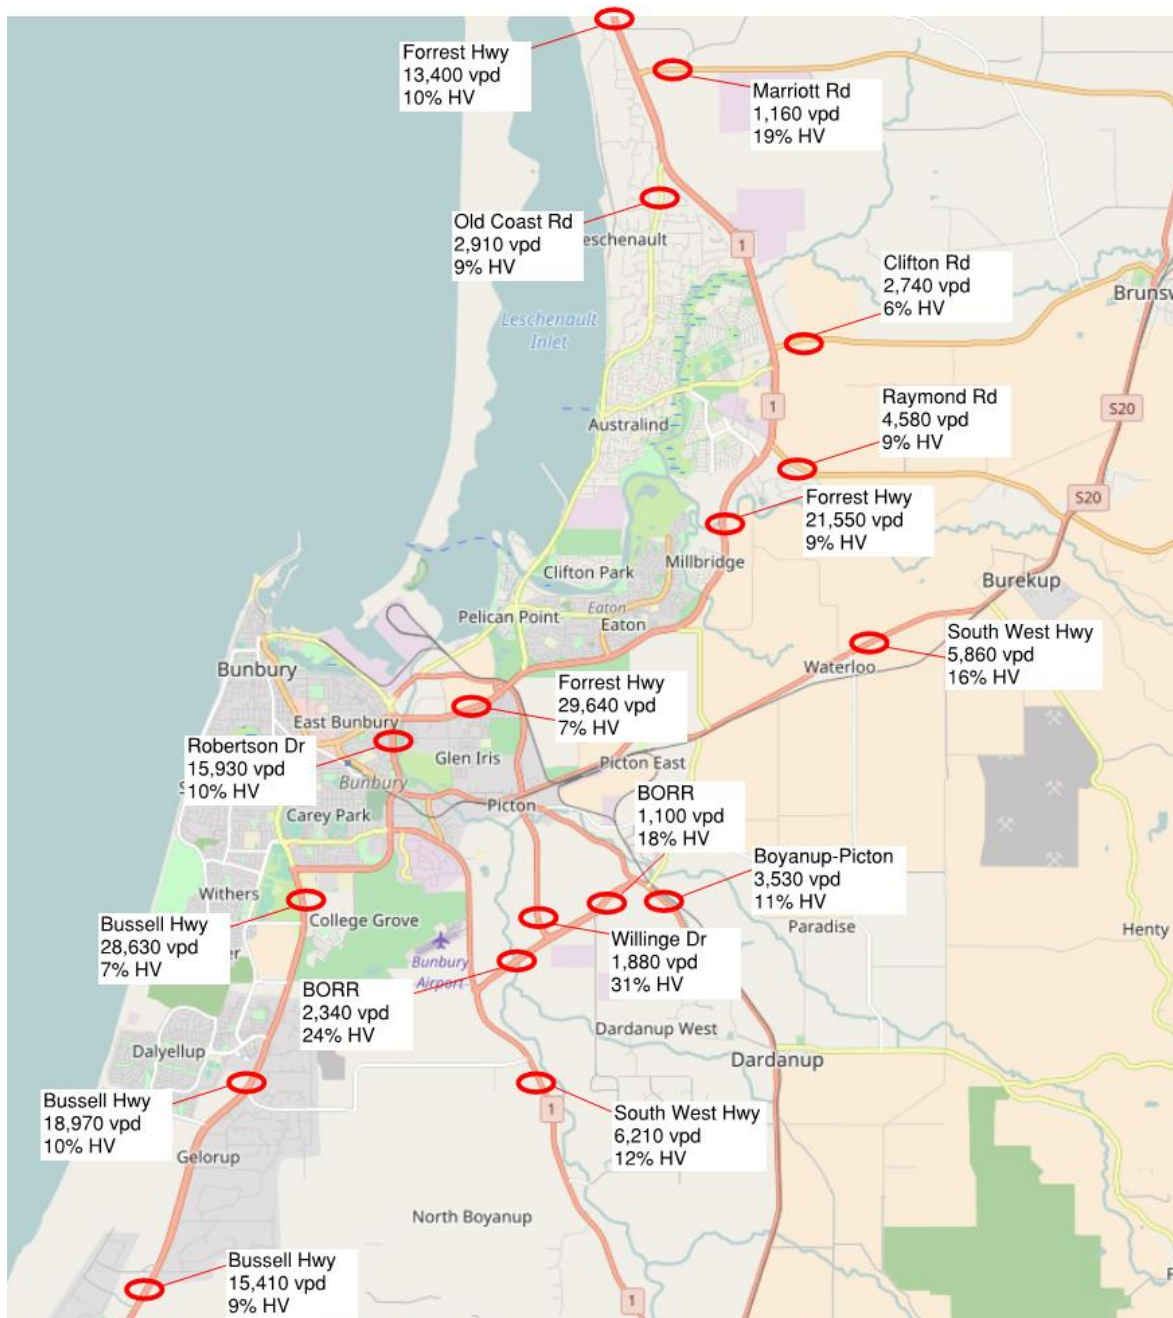 Forrest Hwy
13,400 vpd
10% HV
Marriott Rd
1,160 vpd
19% HV
Old Coast Rd
2,910 vpd
9% HV
eschenault
1
Clifton Rd
2,740 vpd
6% HV
Brunsw
Leschenault
Inlet
Raymond Rd
4,580 vpd
9% HV
1
S20
Australind
S20
Forrest Hwy
21,550 vpd
9% HV
Millbridge
Clifton Park
Burekup
Eaton
Pelican Point
Eaton
South West Hwy
5,860 vpd
16% HV
Waterloo
Bunbury
Forrest Hwy
29,640 vpd
7% HV
East Bunbury
Robertson Dr
15,930 vpd
10% HV
Glen Iris
Picton East
Bunbury
S
BORR
1,100 vpd
18% HV
Picton
Carey Park
Boyanup-Picton
3,530 vpd
11% HV
Withers
College Grove
Bussell Hwy
28,630 vpd
7% HV
er
Willinge Dr
1,880 vpd
31% HV
Paradise
Henty
Bunbury
Airport
BORR
2,340 vpd
24% HV
Dardanup West
Dalyellup
Dardanup
Bussell Hwy
18,970 vpd
10% HV
1
South West Hwy
6,210 vpd
12% HV
Gelorup
North Boyanup
Bussell Hwy
15,410 vpd
9% HV
1